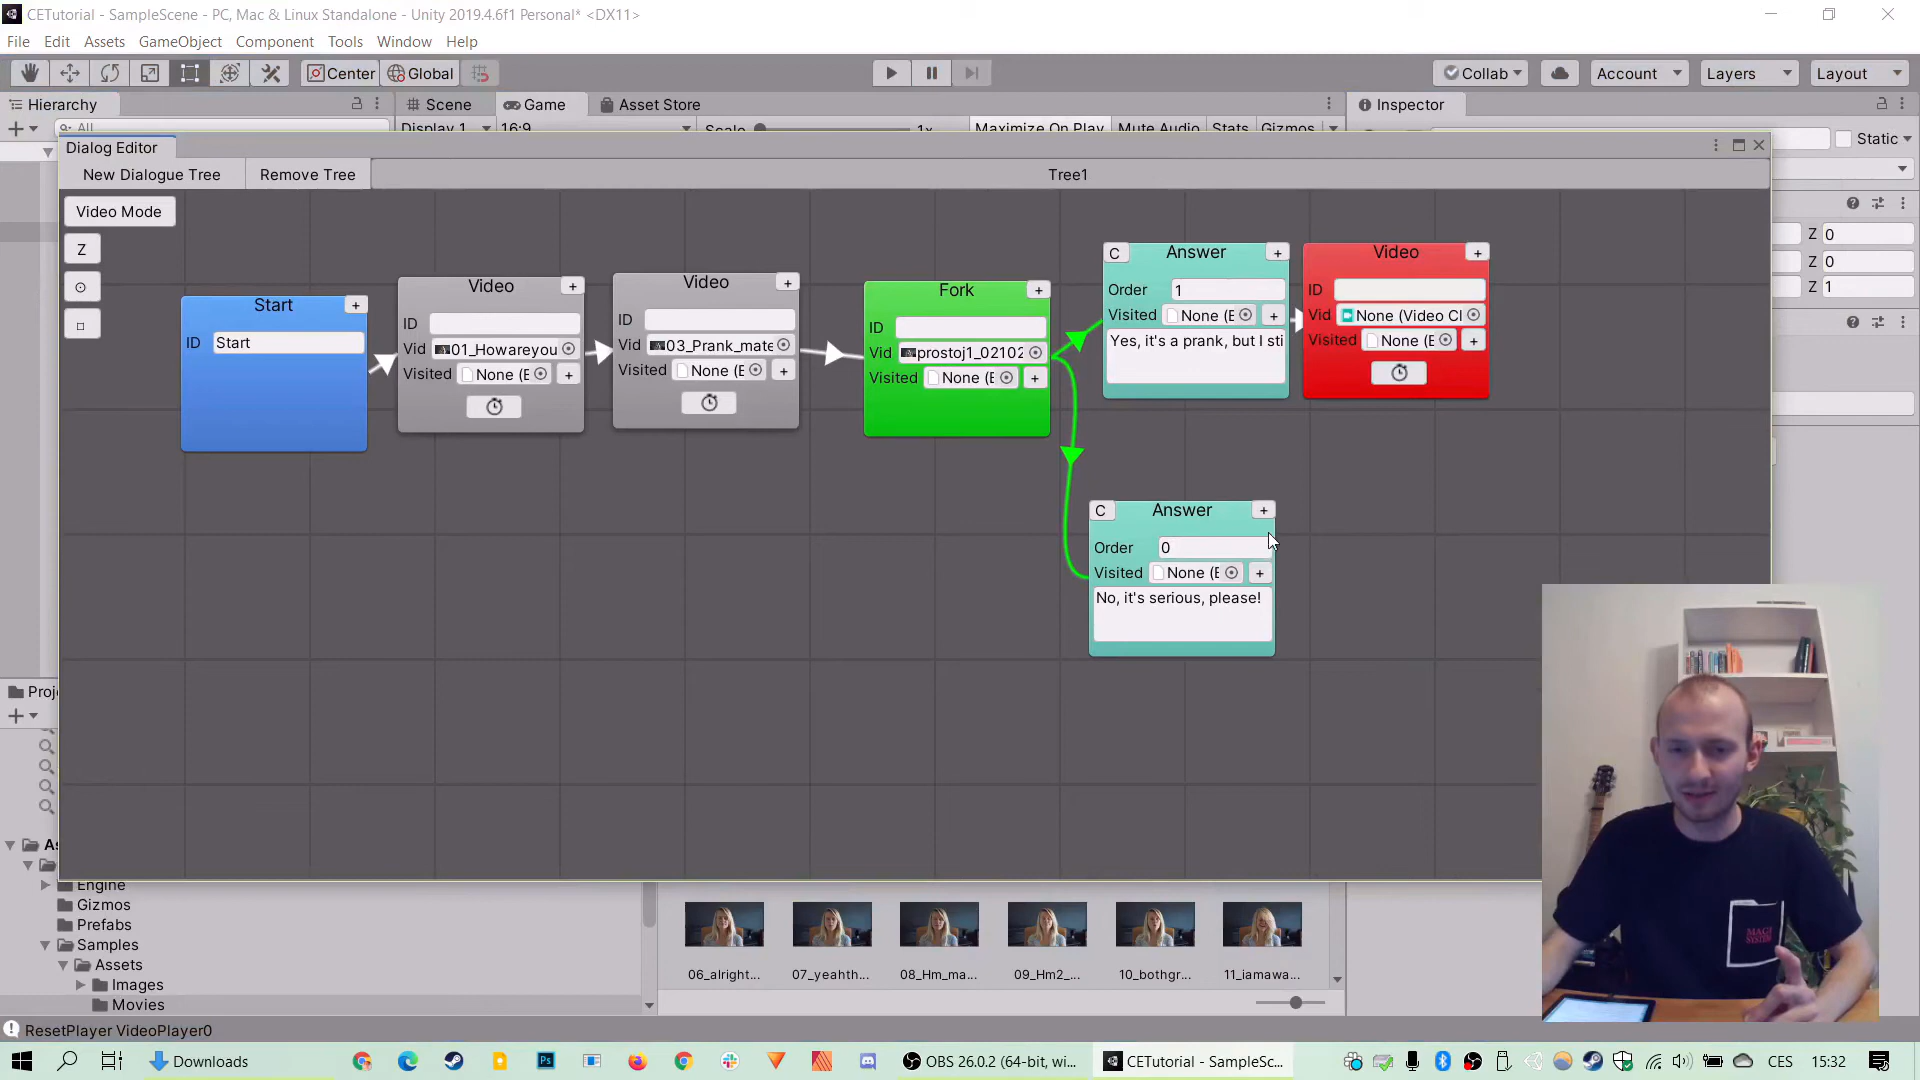 CETutorial - SampleScene - PC, Mac & Linux Standalone - Unity 2019.4.6f1 Personal* <DX11>
File Edit Assets GameObject Component Tools Window Help
Center Global Collab Account Layers Layout
Hierarchy Scene Game Asset Store Inspector
All Display 1 16:9 Scale 1x Maximize On Play Mute Audio Stats Gizmos
Static
Dialog Editor
New Dialogue Tree Remove Tree Tree1
Video Mode
Z
Start
ID Start
Video
ID
Vid 01_Howareyou
Visited None (E
Video
ID
Vid 03_Prank_mate
Visited None (E
Fork
ID
Vid prostoj1_02102
Visited None (E
C Answer
Order 1
Visited None (E
Yes, it's a prank, but I sti
Video
ID
Vid None (Video Cl
Visited None (E
C Answer
Order 0
Visited None (E
No, it's serious, please!
Z 0
Z 0
Z 1
Proj
As
Engine
Gizmos
Prefabs
Samples
Assets
Images
Movies
06_alright...
07_yeahth...
08_Hm_ma...
09_Hm2_...
10_bothgr...
11_iamawa...
MAGI
SYSTEM
ResetPlayer VideoPlayer0
Downloads OBS 26.0.2 (64-bit, wi... CETutorial - SampleSc... CES 15:32